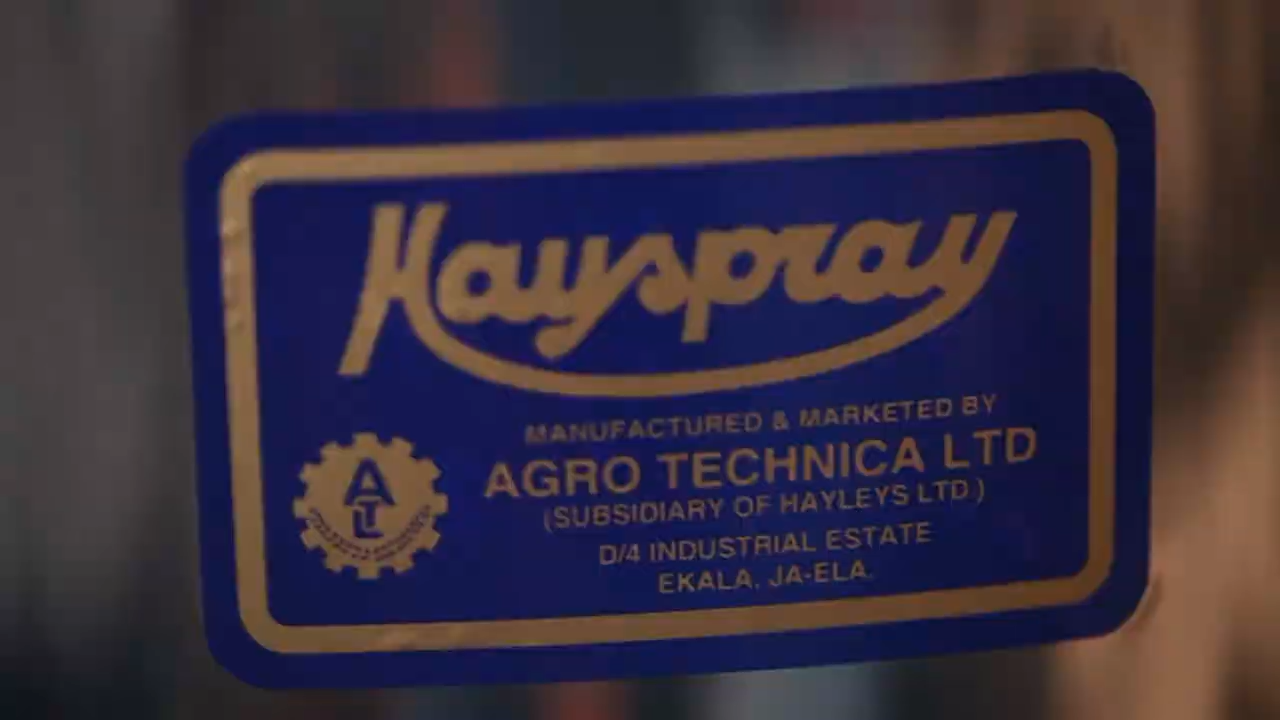 Hayspray
MANUFACTURED & MARKETED BY
AGRO TECHNICA LTD
(SUBSIDIARY OF HAYLEYS LTD.)
D/4 INDUSTRIAL ESTATE
EKALA, JA-ELA.
A
T
L